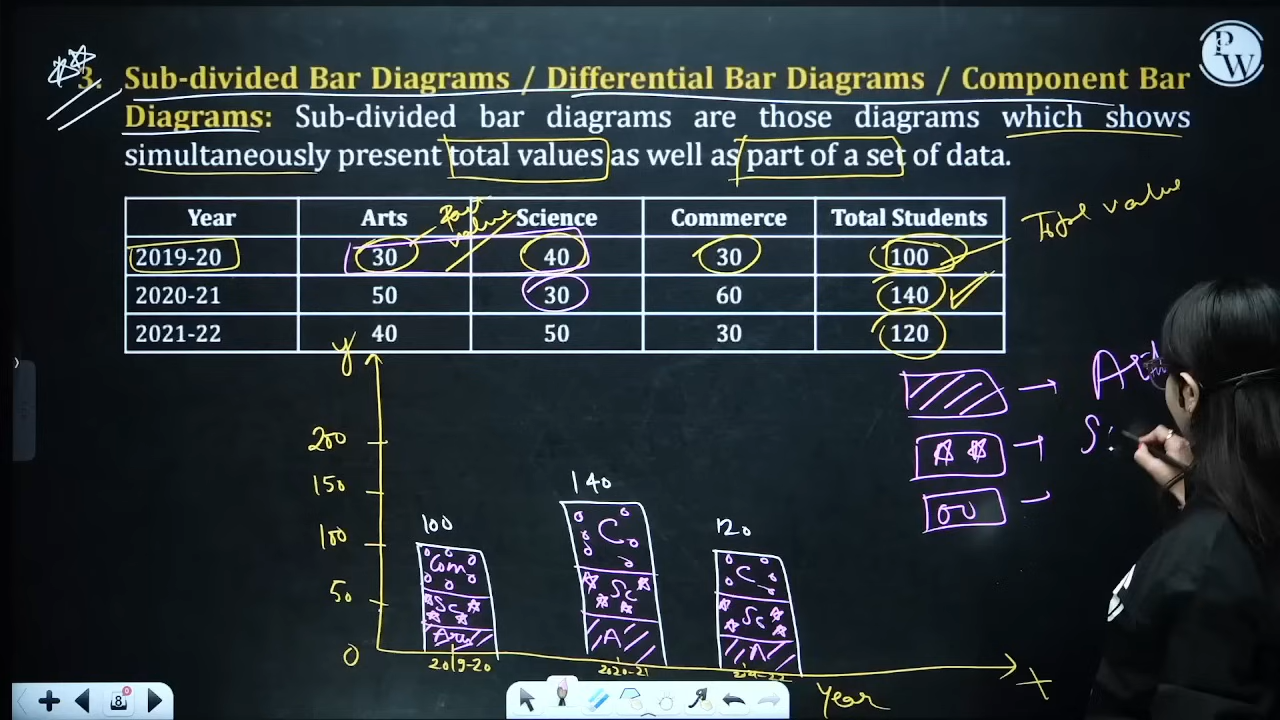 3. Sub-divided Bar Diagrams / Differential Bar Diagrams / Component Bar
Diagrams: Sub-divided bar diagrams are those diagrams which shows
simultaneously present total values as well as part of a set of data.
PW
Year Arts Science Commerce Total Students
Part value
Total value
2019-20 30 40 30 100
2020-21 50 30 60 140
2021-22 40 50 30 120
y
200
150
100
50
0
100
Com
Sc
140
C
Sc
A
120
C
Sc
A
2019-20 2020-21
Year
X
Sc
8